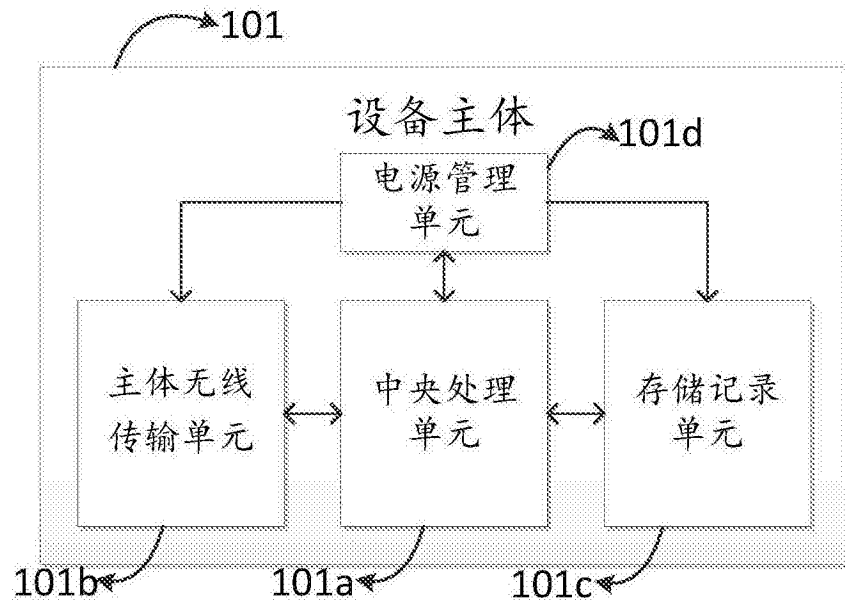 101
设备主体
101d
电源管理
单元
主体无线
传输单元
中央处理
单元
存储记录
单元
101b
101a
101c